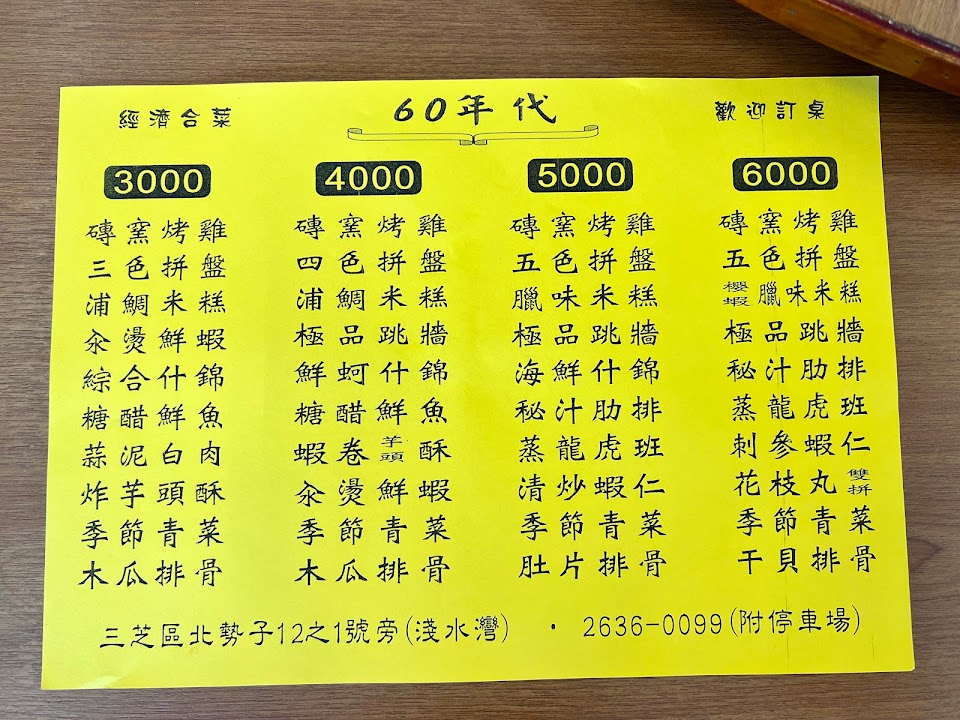 經濟合菜
60年代
歡迎訂桌
3000
磚窯烤雞
三色拼盤
浦鯛米糕
汆燙鮮蝦
綜合什錦
糖醋鮮魚
蒜泥白肉
炸芋頭酥
季節青菜
木瓜排骨
4000
磚窯烤雞
四色拼盤
浦鯛米糕
極品跳牆
鮮蚵什錦
糖醋鮮魚
蝦卷芋頭酥
汆燙鮮蝦
季節青菜
木瓜排骨
5000
磚窯烤雞
五色拼盤
臘味米糕
極品跳牆
海鮮什錦
秘汁肋排
蒸龍虎班
清炒蝦仁
季節青菜
肚片排骨
6000
磚窯烤雞
五色拼盤
櫻蝦臘味米糕
極品跳牆
秘汁肋排
蒸龍虎班
刺參蝦仁
花枝丸雙拼
季節青菜
干貝排骨
三芝區北勢子12之1號旁(淺水灣) · 2636-0099(附停車場)